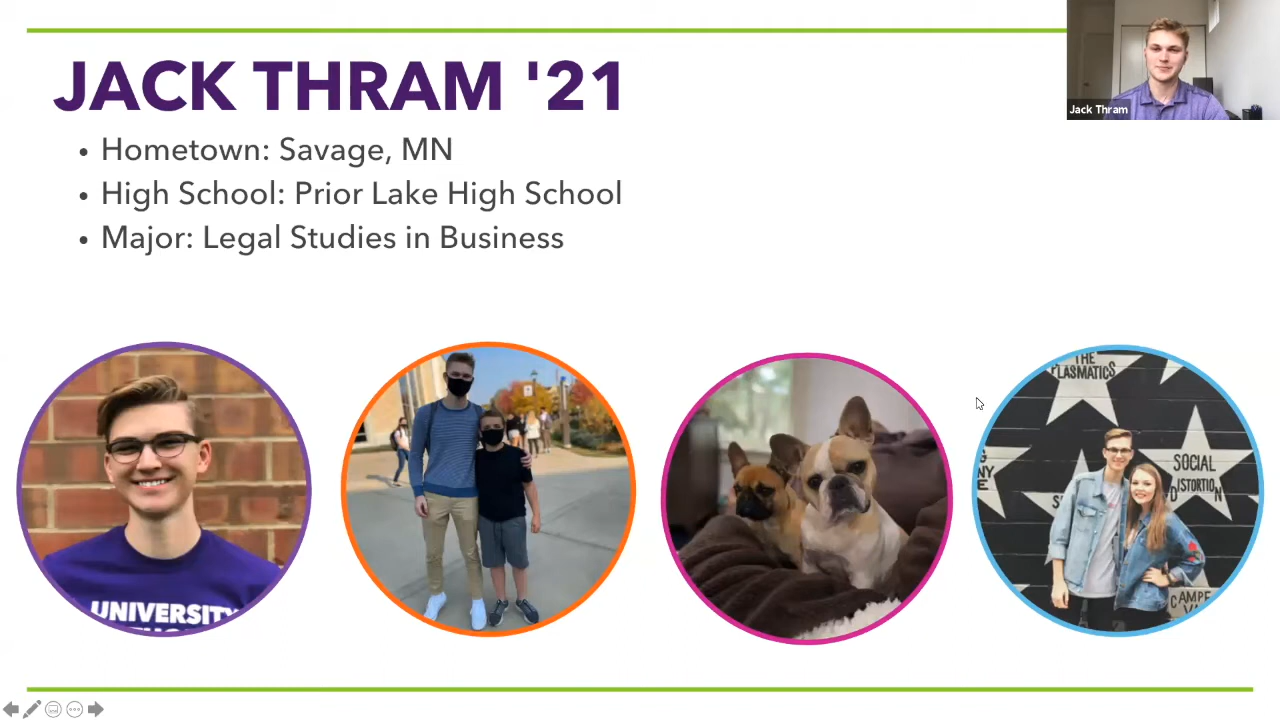 JACK THRAM '21
Jack Thram
• Hometown: Savage, MN
• High School: Prior Lake High School
• Major: Legal Studies in Business
UNIVERSITY
THE
PLASMATICS
SOCIAL
DISTORTION
CAMPE